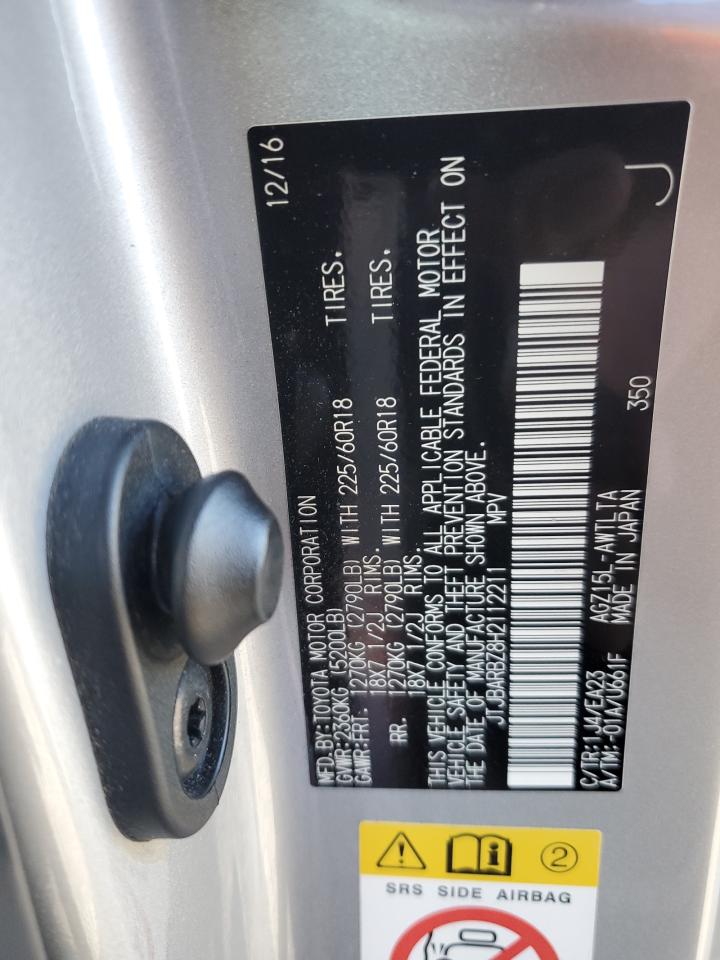 12/16
MFD. BY: TOYOTA MOTOR CORPORATION
GVWR: 2360KG (5200LB)
GAWR: FRT. 1270KG (2790LB) WITH 225/60R18 TIRES,
18X7 1/2J RIMS.
RR. 1270KG (2790LB) WITH 225/60R18 TIRES,
18X7 1/2J RIMS.
THIS VEHICLE CONFORMS TO ALL APPLICABLE FEDERAL MOTOR
VEHICLE SAFETY AND THEFT PREVENTION STANDARDS IN EFFECT ON
THE DATE OF MANUFACTURE SHOWN ABOVE.
JTJBARBZ8H2112211 MPV
C/TR: 1J4/EA23 AGZ15L-AWTLTA 350
A/TM: -01A/U661F MADE IN JAPAN
J
2
SRS SIDE AIRBAG